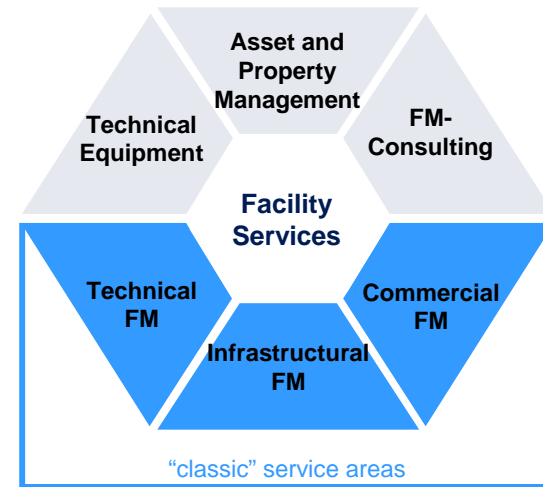 Asset and
Property
Management
Technical
Equipment
FM-
Consulting
Facility
Services
Technical
FM
Commercial
FM
Infrastructural
FM
“classic” service areas